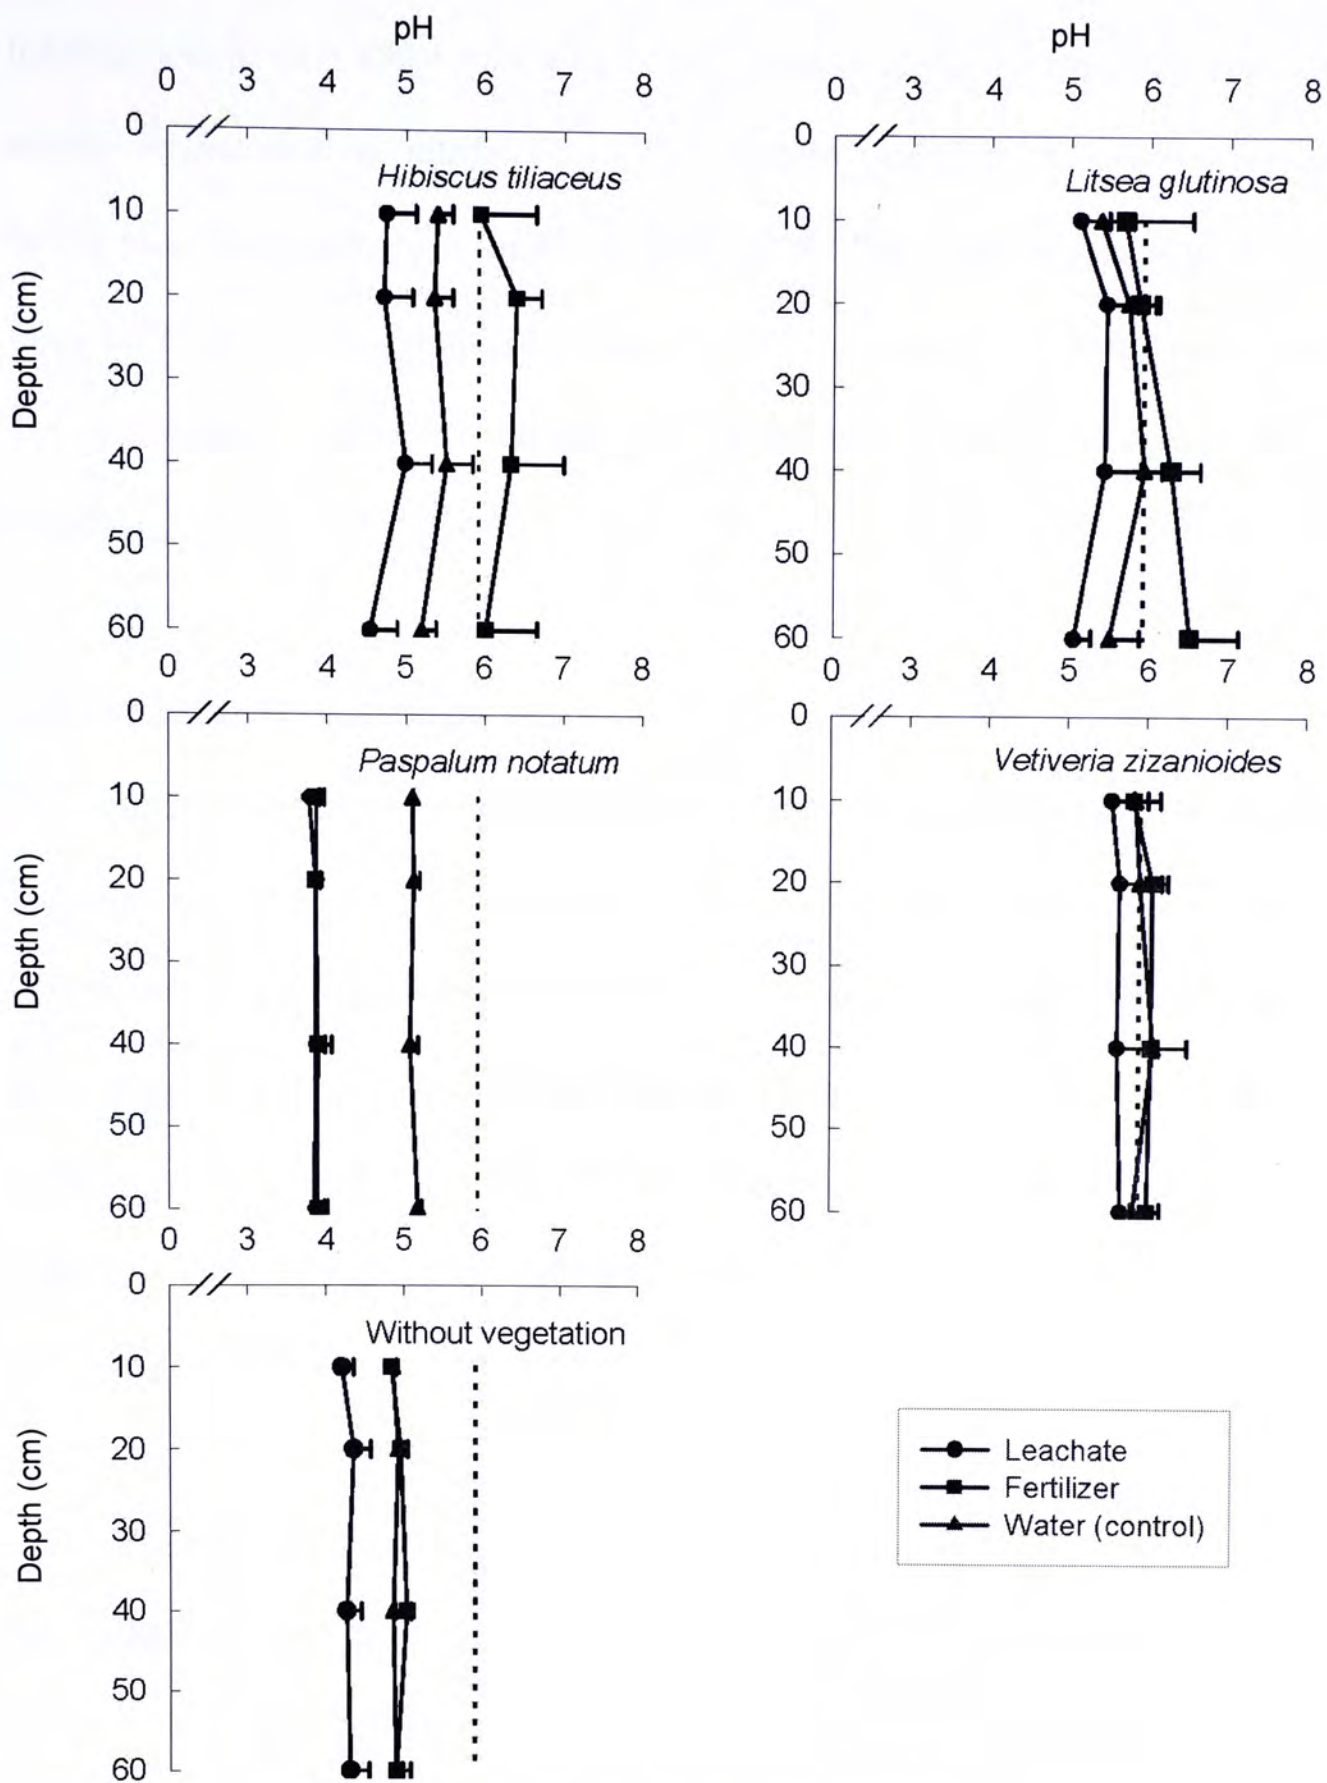 pH
0 3 4 5 6 7 8
0
Hibiscus tiliaceus
10
20
30
40
50
60
Depth (cm)
pH
0 3 4 5 6 7 8
0
Litsea glutinosa
10
20
30
40
50
60
0 3 4 5 6 7 8
0
Paspalum notatum
10
20
30
40
50
60
Depth (cm)
0 3 4 5 6 7 8
0
Vetiveria zizanioides
10
20
30
40
50
60
0 3 4 5 6 7 8
0
Without vegetation
10
20
30
40
50
60
Depth (cm)
Leachate
Fertilizer
Water (control)